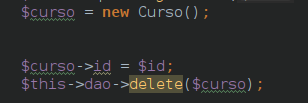 $curso = new Curso();
$curso->id = $id;
$this->dao->delete($curso);